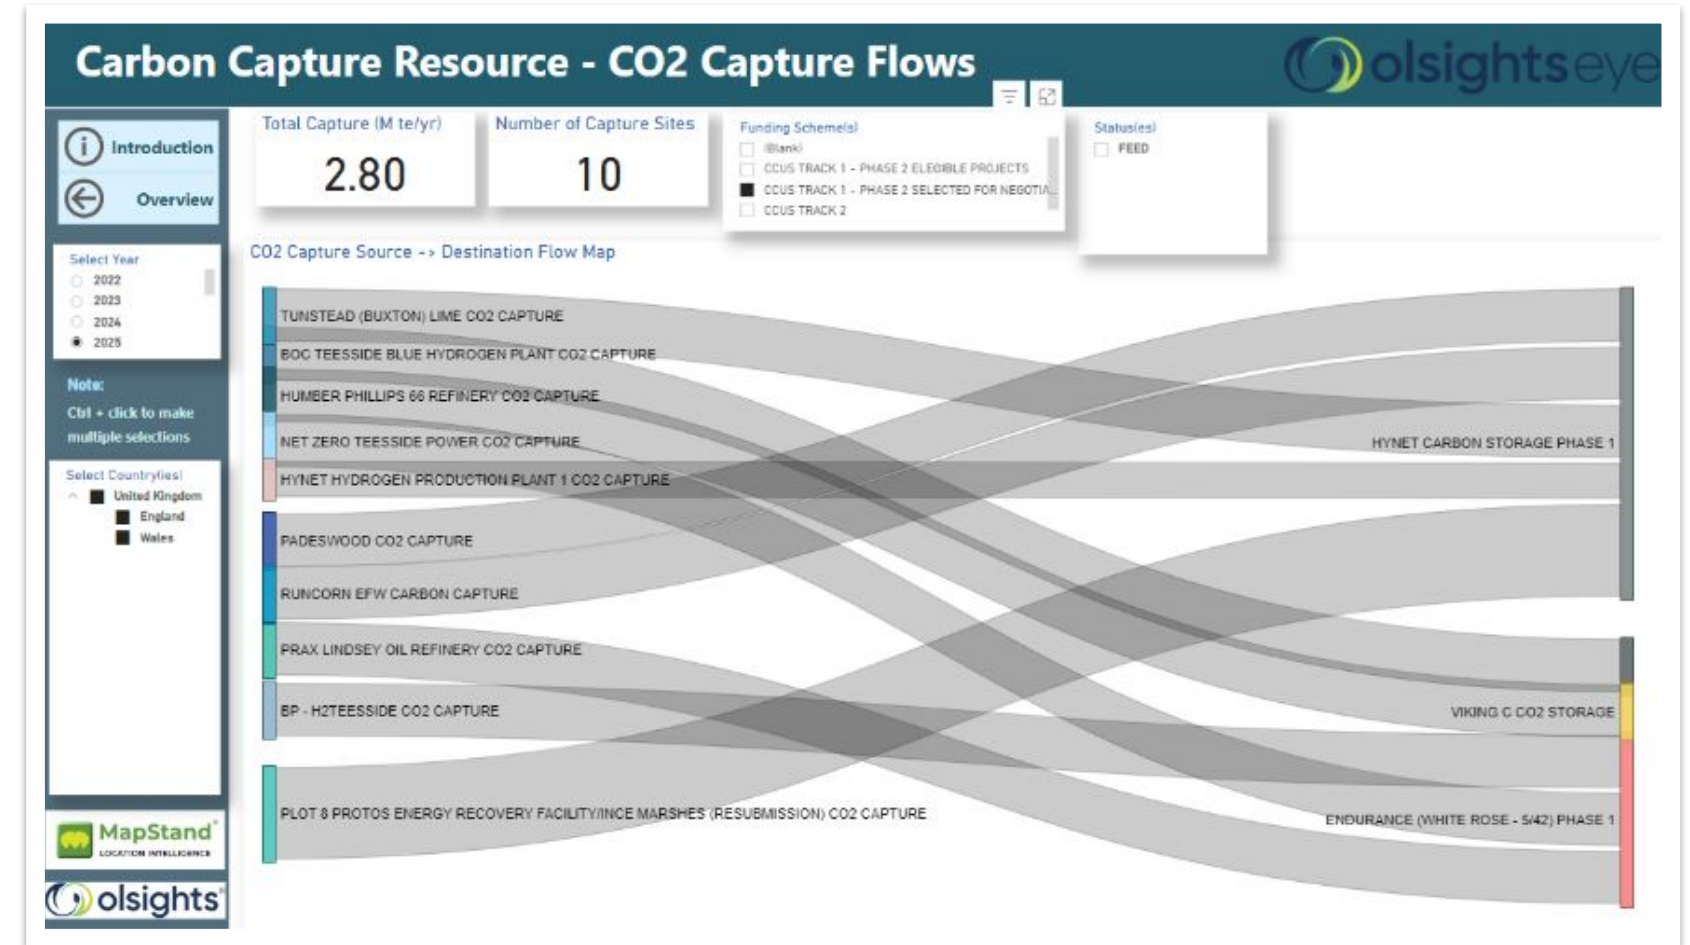 Carbon Capture Resource - CO2 Capture Flows
olsightseye
Introduction
Overview
Total Capture (M te/yr)
2.80
Number of Capture Sites
10
Funding Scheme(s)
(Blank)
CCUS TRACK 1 - PHASE 2 ELEGIBLE PROJECTS
CCUS TRACK 1 - PHASE 2 SELECTED FOR NEGOTIA...
CCUS TRACK 2
Status(es)
FEED
Select Year
2022
2023
2024
2025
Note:
Ctrl + click to make
multiple selections
Select Country(ies)
United Kingdom
England
Wales
MapStand
LOCATION INTELLIGENCE
olsights
CO2 Capture Source -> Destination Flow Map
TUNSTEAD (BUXTON) LIME CO2 CAPTURE
BOC TEESSIDE BLUE HYDROGEN PLANT CO2 CAPTURE
HUMBER PHILLIPS 66 REFINERY CO2 CAPTURE
NET ZERO TEESSIDE POWER CO2 CAPTURE
HYNET HYDROGEN PRODUCTION PLANT 1 CO2 CAPTURE
PADESWOOD CO2 CAPTURE
RUNCORN EFW CARBON CAPTURE
PRAX LINDSEY OIL REFINERY CO2 CAPTURE
BP - H2TEESSIDE CO2 CAPTURE
PLOT 8 PROTOS ENERGY RECOVERY FACILITY/INCE MARSHES (RESUBMISSION) CO2 CAPTURE
HYNET CARBON STORAGE PHASE 1
VIKING C CO2 STORAGE
ENDURANCE (WHITE ROSE - 5/42) PHASE 1